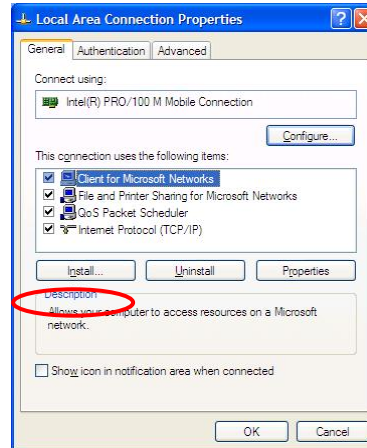 Local Area Connection Properties
General Authentication Advanced
Connect using:
Intel(R) PRO/100 M Mobile Connection
Configure...
This connection uses the following items:
Client for Microsoft Networks
File and Printer Sharing for Microsoft Networks
QoS Packet Scheduler
Internet Protocol (TCP/IP)
Install... Uninstall Properties
Description
Allows your computer to access resources on a Microsoft
network.
Show icon in notification area when connected
OK Cancel